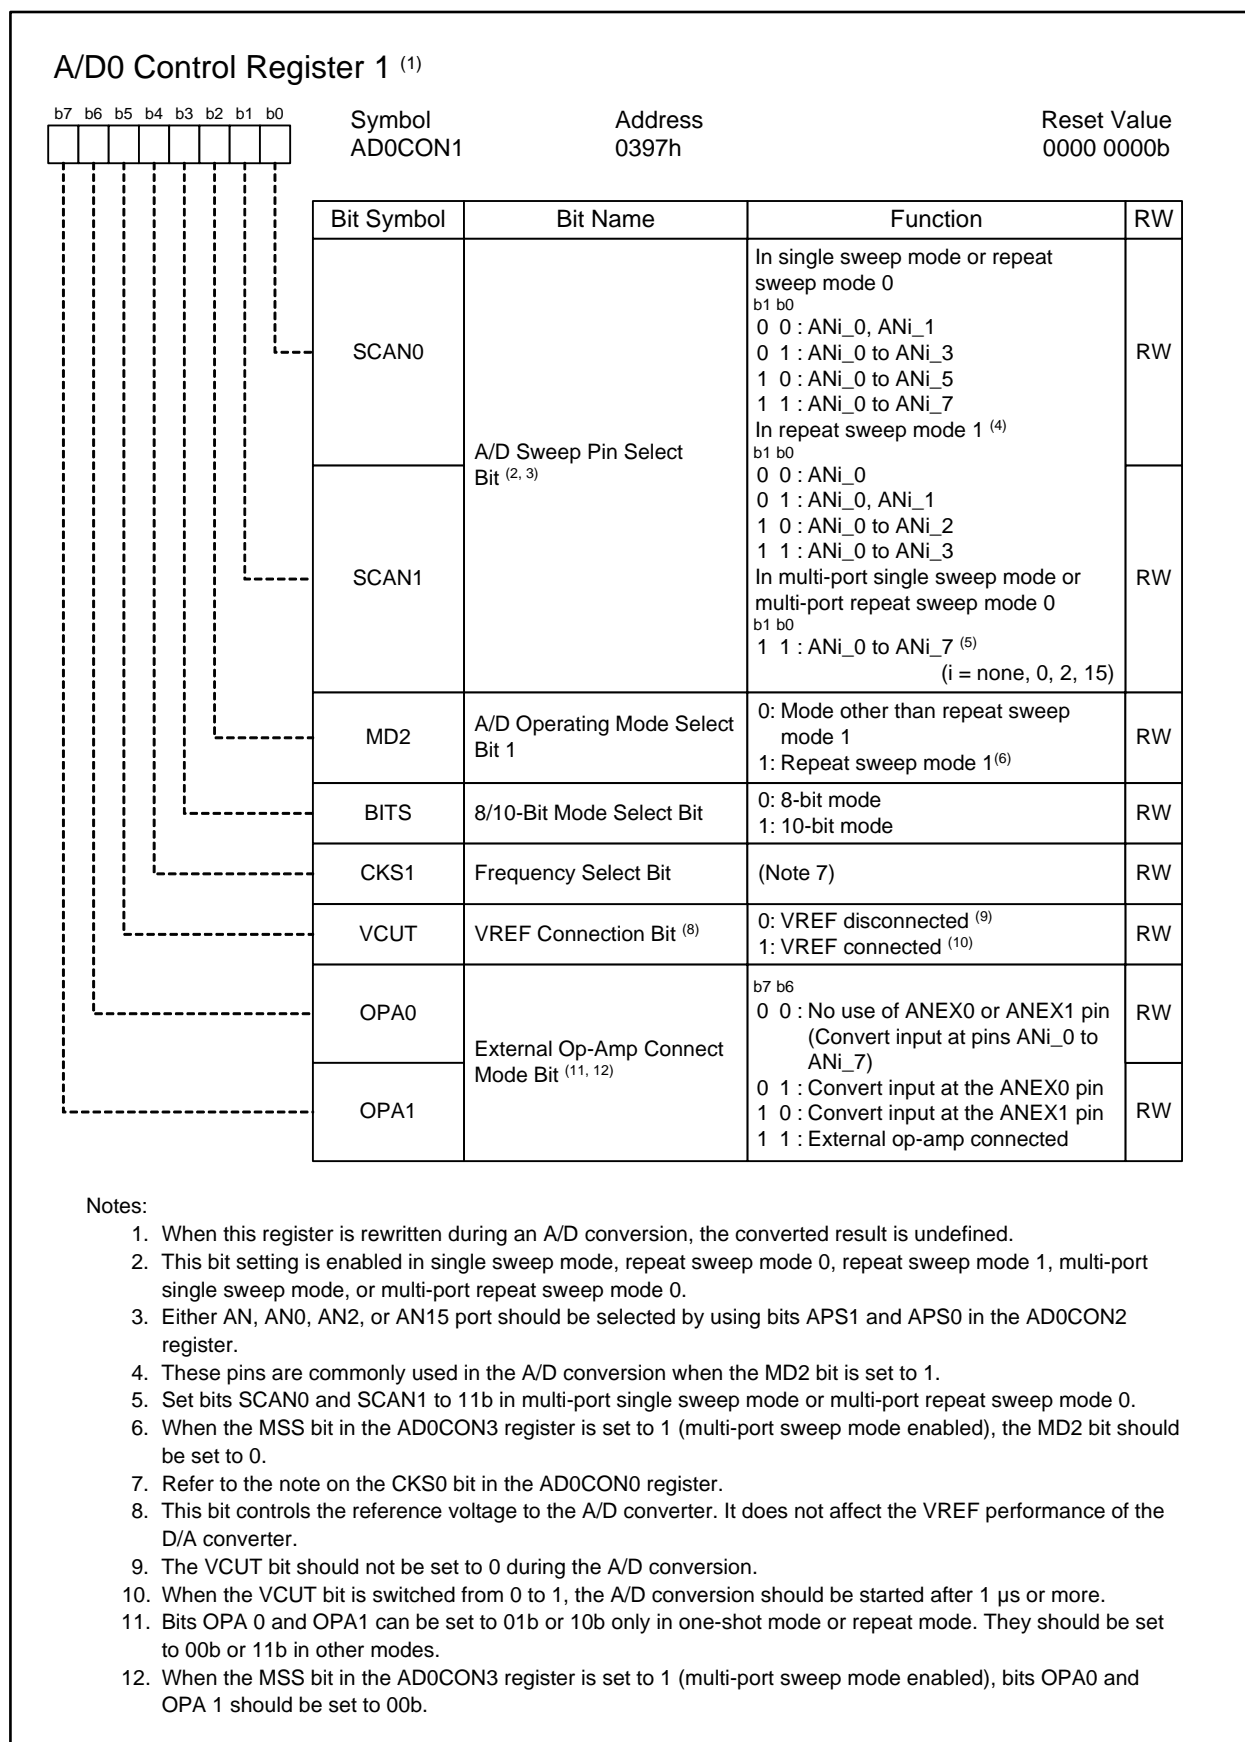 A/D0 Control Register 1 (1)
b7 b6 b5 b4 b3 b2 b1 b0
Symbol Address Reset Value
AD0CON1 0397h 0000 0000b
Bit Symbol Bit Name Function RW
SCAN0
SCAN1
A/D Sweep Pin Select
Bit (2, 3)
In single sweep mode or repeat
sweep mode 0
b1 b0
0 0 : ANi_0, ANi_1
0 1 : ANi_0 to ANi_3
1 0 : ANi_0 to ANi_5
1 1 : ANi_0 to ANi_7
In repeat sweep mode 1 (4)
b1 b0
0 0 : ANi_0
0 1 : ANi_0, ANi_1
1 0 : ANi_0 to ANi_2
1 1 : ANi_0 to ANi_3
In multi-port single sweep mode or
multi-port repeat sweep mode 0
b1 b0
1 1 : ANi_0 to ANi_7 (5)
(i = none, 0, 2, 15)
RW
RW
MD2
A/D Operating Mode Select
Bit 1
0: Mode other than repeat sweep
mode 1
1: Repeat sweep mode 1(6)
RW
BITS
8/10-Bit Mode Select Bit
0: 8-bit mode
1: 10-bit mode
RW
CKS1 Frequency Select Bit (Note 7) RW
VCUT
VREF Connection Bit (8)
0: VREF disconnected (9)
1: VREF connected (10)
RW
OPA0
OPA1
External Op-Amp Connect
Mode Bit (11, 12)
b7 b6
0 0 : No use of ANEX0 or ANEX1 pin
(Convert input at pins ANi_0 to
ANi_7)
0 1 : Convert input at the ANEX0 pin
1 0 : Convert input at the ANEX1 pin
1 1 : External op-amp connected
RW
RW
Notes:
1. When this register is rewritten during an A/D conversion, the converted result is undefined.
2. This bit setting is enabled in single sweep mode, repeat sweep mode 0, repeat sweep mode 1, multi-port
single sweep mode, or multi-port repeat sweep mode 0.
3. Either AN, AN0, AN2, or AN15 port should be selected by using bits APS1 and APS0 in the AD0CON2
register.
4. These pins are commonly used in the A/D conversion when the MD2 bit is set to 1.
5. Set bits SCAN0 and SCAN1 to 11b in multi-port single sweep mode or multi-port repeat sweep mode 0.
6. When the MSS bit in the AD0CON3 register is set to 1 (multi-port sweep mode enabled), the MD2 bit should
be set to 0.
7. Refer to the note on the CKS0 bit in the AD0CON0 register.
8. This bit controls the reference voltage to the A/D converter. It does not affect the VREF performance of the
D/A converter.
9. The VCUT bit should not be set to 0 during the A/D conversion.
10. When the VCUT bit is switched from 0 to 1, the A/D conversion should be started after 1 µs or more.
11. Bits OPA 0 and OPA1 can be set to 01b or 10b only in one-shot mode or repeat mode. They should be set
to 00b or 11b in other modes.
12. When the MSS bit in the AD0CON3 register is set to 1 (multi-port sweep mode enabled), bits OPA0 and
OPA 1 should be set to 00b.